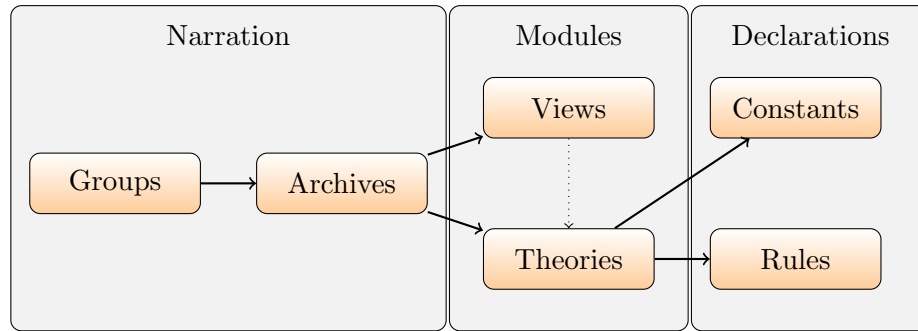 Narration
Modules
Declarations
Views
Constants
Groups
Archives
Theories
Rules